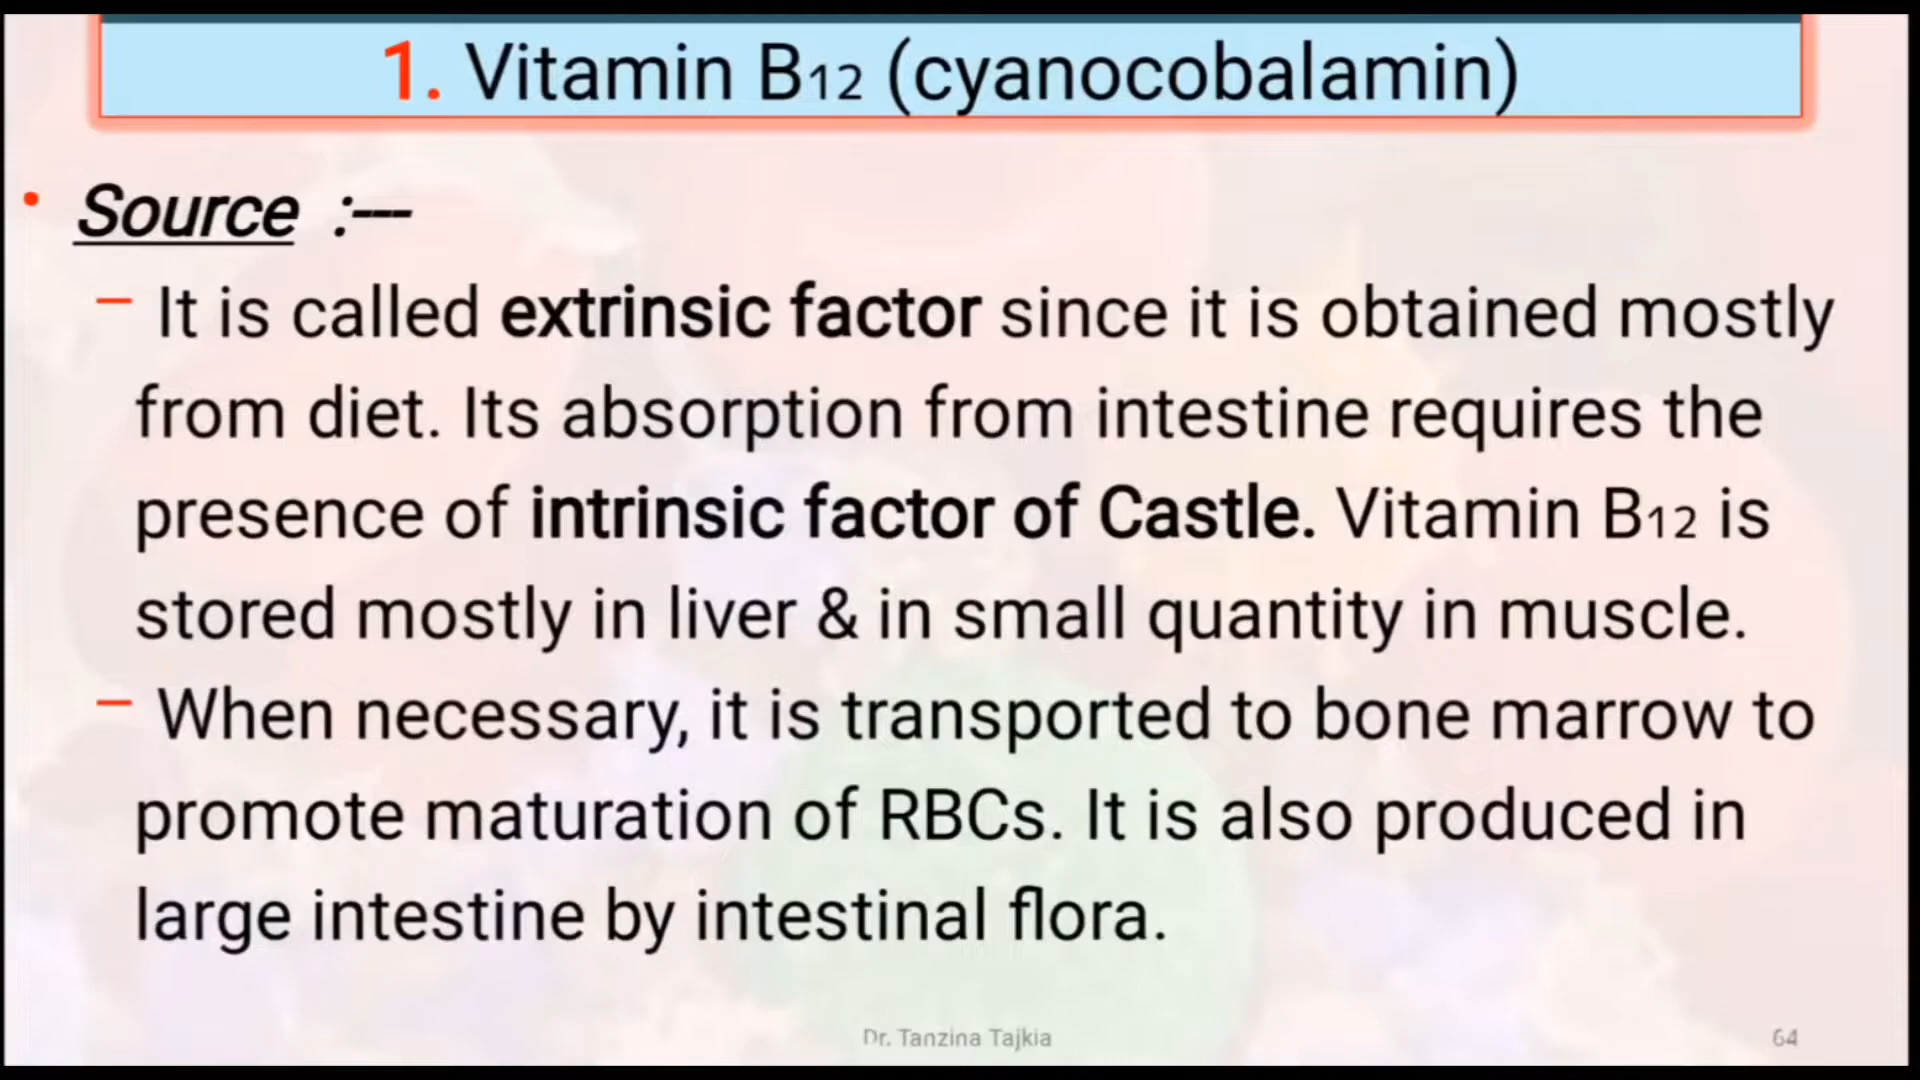 1. Vitamin B₁₂ (cyanocobalamin)
• Source :---
– It is called extrinsic factor since it is obtained mostly
from diet. Its absorption from intestine requires the
presence of intrinsic factor of Castle. Vitamin B₁₂ is
stored mostly in liver & in small quantity in muscle.
– When necessary, it is transported to bone marrow to
promote maturation of RBCs. It is also produced in
large intestine by intestinal flora.
Dr. Tanzina Tajkia
64